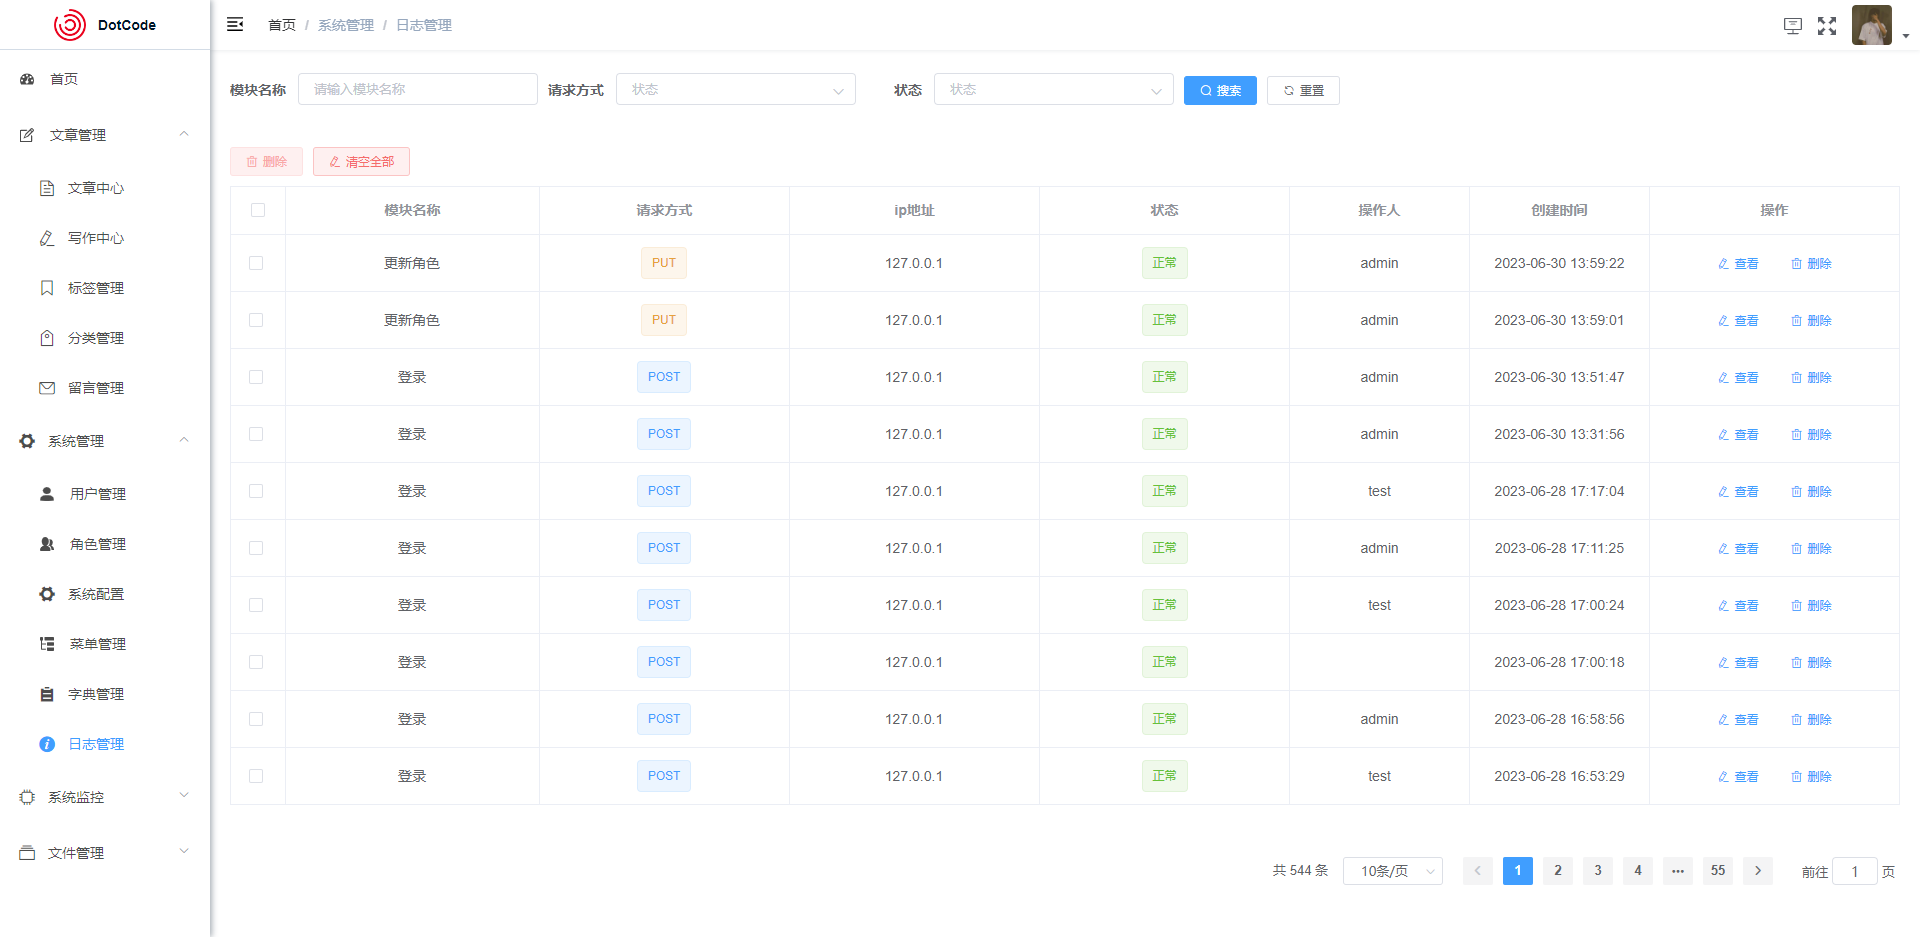 DotCode
首页 / 系统管理 / 日志管理
首页
文章管理
文章中心
写作中心
标签管理
分类管理
留言管理
系统管理
用户管理
角色管理
系统配置
菜单管理
字典管理
日志管理
系统监控
文件管理
模块名称 请输入模块名称 请求方式 状态 状态 状态 搜索 重置
删除 清空全部
模块名称 请求方式 ip地址 状态 操作人 创建时间 操作
更新角色 PUT 127.0.0.1 正常 admin 2023-06-30 13:59:22 查看 删除
更新角色 PUT 127.0.0.1 正常 admin 2023-06-30 13:59:01 查看 删除
登录 POST 127.0.0.1 正常 admin 2023-06-30 13:51:47 查看 删除
登录 POST 127.0.0.1 正常 admin 2023-06-30 13:31:56 查看 删除
登录 POST 127.0.0.1 正常 test 2023-06-28 17:17:04 查看 删除
登录 POST 127.0.0.1 正常 admin 2023-06-28 17:11:25 查看 删除
登录 POST 127.0.0.1 正常 test 2023-06-28 17:00:24 查看 删除
登录 POST 127.0.0.1 正常 2023-06-28 17:00:18 查看 删除
登录 POST 127.0.0.1 正常 admin 2023-06-28 16:58:56 查看 删除
登录 POST 127.0.0.1 正常 test 2023-06-28 16:53:29 查看 删除
共 544 条 10条/页 1 2 3 4 ··· 55 前往 1 页